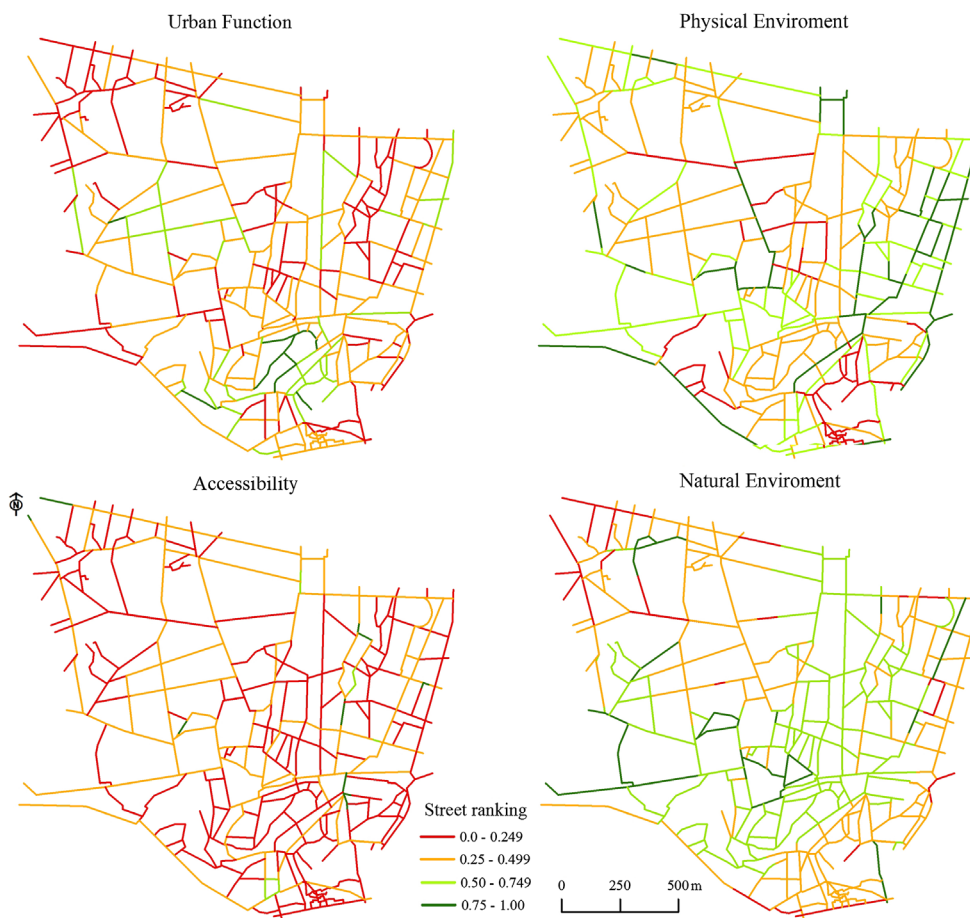 Urban Function
Physical Enviroment
Accessibility
Natural Enviroment
N
Street ranking
0.0 - 0.249
0.25 - 0.499
0.50 - 0.749
0.75 - 1.00
0 250 500 m